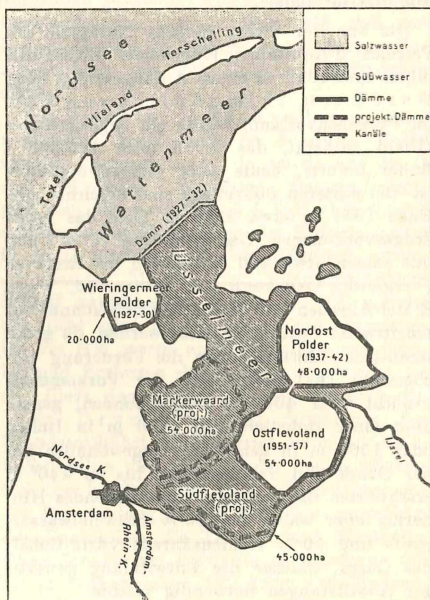 Nordsee
Terschelling
Vlieland
Texel
Wattenmeer
Salzwasser
Süßwasser
Dämme
projekt. Dämme
Kanäle
Damm (1927-32)
Ysselmeer
Wieringermeer
Polder
(1927-30)
20·000ha
Nordost
Polder
(1937-42)
48·000ha
Markerwaard
(proj.)
54·000ha
Ostflevoland
(1951-57)
54·000ha
Yssel
Nordsee K.
Amsterdam
Amsterdam-
Rhein-K.
Südflevoland
(proj.)
45·000ha